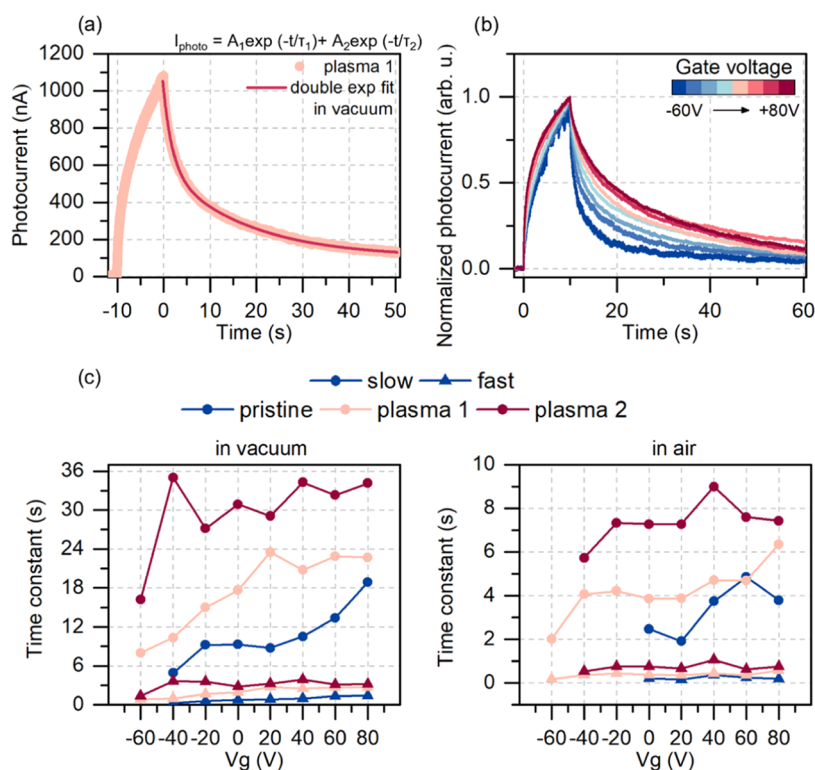 (a)
I_photo = A_1exp (-t/τ_1)+ A_2exp (-t/τ_2)
plasma 1
double exp fit
in vacuum
Photocurrent (nA)
1200
1000
800
600
400
200
0
-10 0 10 20 30 40 50
Time (s)
(b)
Gate voltage
-60V +80V
Normalized photocurrent (arb. u.)
1.0
0.5
0.0
0 20 40 60
Time (s)
(c)
slow fast
pristine plasma 1 plasma 2
in vacuum
Time constant (s)
36
30
24
18
12
6
0
-60 -40 -20 0 20 40 60 80
Vg (V)
in air
Time constant (s)
10
8
6
4
2
0
-60 -40 -20 0 20 40 60 80
Vg (V)